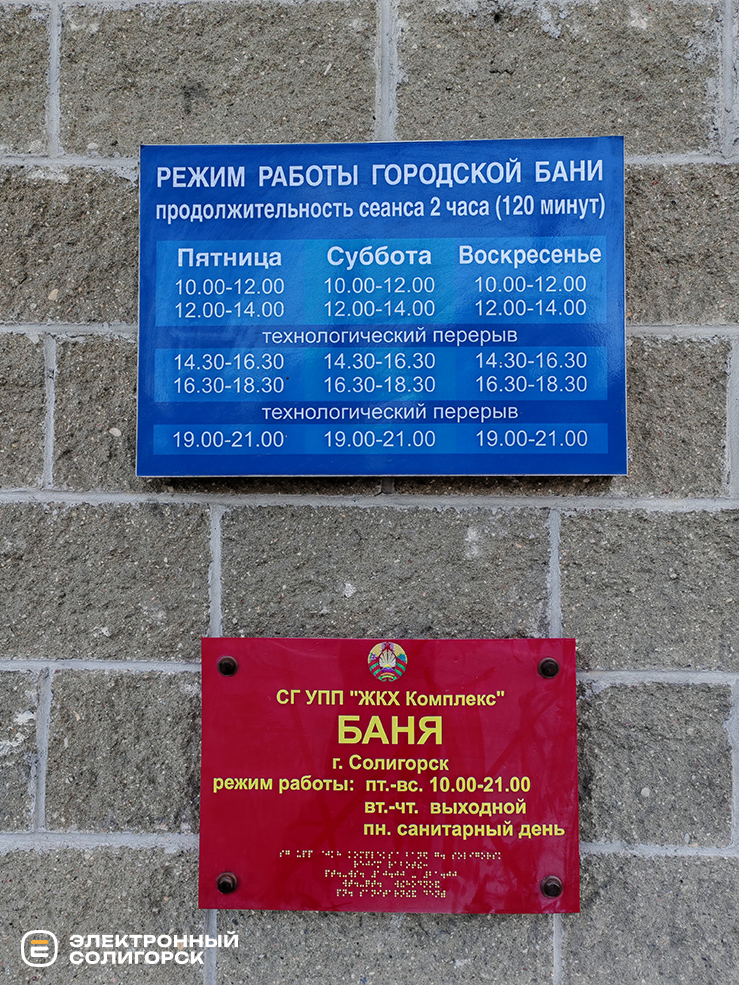 РЕЖИМ РАБОТЫ ГОРОДСКОЙ БАНИ
продолжительность сеанса 2 часа (120 минут)
Пятница Суббота Воскресенье
10.00-12.00 10.00-12.00 10.00-12.00
12.00-14.00 12.00-14.00 12.00-14.00
технологический перерыв
14.30-16.30 14.30-16.30 14.30-16.30
16.30-18.30 16.30-18.30 16.30-18.30
технологический перерыв
19.00-21.00 19.00-21.00 19.00-21.00
СГ УПП "ЖКХ Комплекс"
БАНЯ
г. Солигорск
режим работы: пт.-вс. 10.00-21.00
вт.-чт. выходной
пн. санитарный день
ЭЛЕКТРОННЫЙ
СОЛИГОРСК